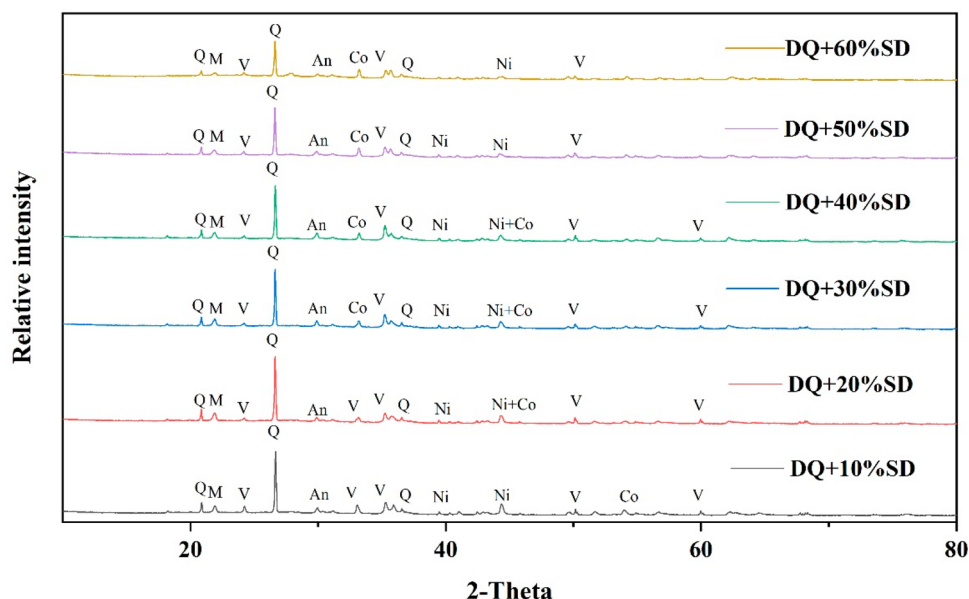 Relative intensity
Q
Q M V An Co V Q Ni V
DQ+60%SD
Q
Q M V An Co V Q Ni Ni V
DQ+50%SD
Q
Q M V An Co V Q Ni Ni+Co V V
DQ+40%SD
Q
Q M V An Co V Q Ni Ni+Co V V
DQ+30%SD
Q
Q M V An V V Q Ni Ni+Co V V
DQ+20%SD
Q
Q M V An V V Q Ni Ni V Co V
DQ+10%SD
20 40 60 80
2-Theta